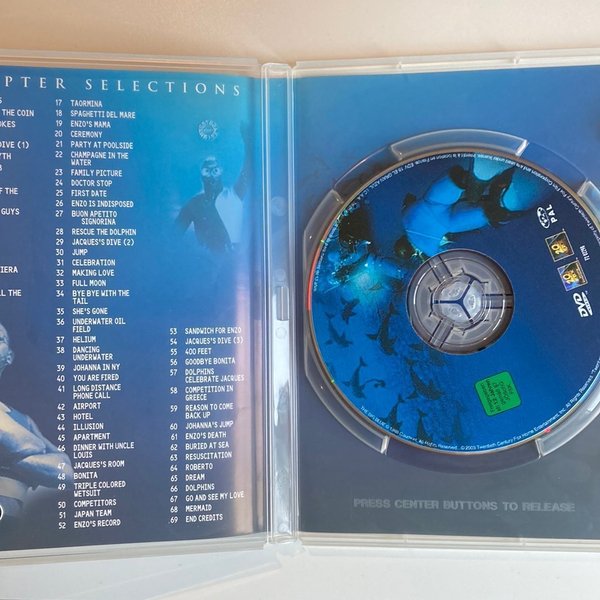 PTER SELECTIONS
S
THE COIN
OKES
DIVE (1)
YTH
B
OF THE
GUYS
IERA
LL THE
17 TAORMINA
18 SPAGHETTI DEL MARE
19 ENZO'S MAMA
20 CEREMONY
21 PARTY AT POOLSIDE
22 CHAMPAGNE IN THE
WATER
23 FAMILY PICTURE
24 DOCTOR STOP
25 FIRST DATE
26 ENZO IS INDISPOSED
27 BUON APETITO
SIGNORINA
28 RESCUE THE DOLPHIN
29 JACQUES'S DIVE (2)
30 JUMP
31 CELEBRATION
32 MAKING LOVE
33 FULL MOON
34 BYE BYE WITH THE
TAIL
35 SHE'S GONE
36 UNDERWATER OIL
FIELD
37 HELIUM
38 DANCING
UNDERWATER
39 JOHANNA IN NY
40 YOU ARE FIRED
41 LONG DISTANCE
PHONE CALL
42 AIRPORT
43 HOTEL
44 ILLUSION
45 APARTMENT
46 DINNER WITH UNCLE
LOUIS
47 JACQUES'S ROOM
48 BONITA
49 TRIPLE COLORED
WETSUIT
50 COMPETITORS
51 JAPAN TEAM
52 ENZO'S RECORD
53 SANDWICH FOR ENZO
54 JACQUES'S DIVE (3)
55 400 FEET
56 GOODBYE BONITA
57 DOLPHINS
CELEBRATE JACQUES
58 COMPETITION IN
GREECE
59 REASON TO COME
BACK UP
60 JOHANNA'S JUMP
61 ENZO'S DEATH
62 BURIED AT SEA
63 RESUSCITATION
64 ROBERTO
65 DREAM
66 DOLPHINS
67 GO AND SEE MY LOVE
68 MERMAID
69 END CREDITS
PAL
DVD
PRESS CENTER BUTTONS TO RELEASE